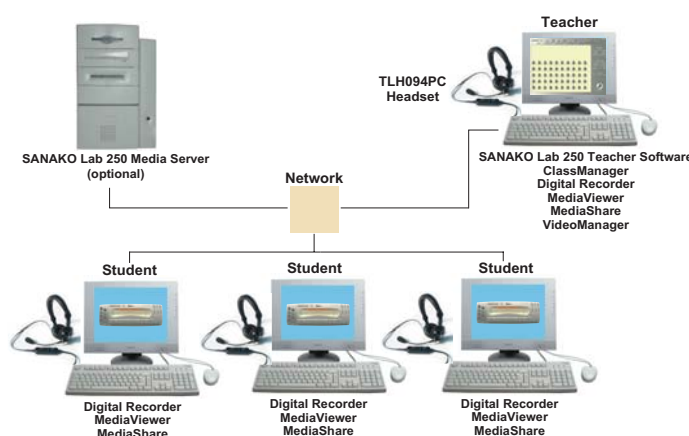 Teacher
TLH094PC
Headset
SANAKO Lab 250 Media Server
(optional)
SANAKO Lab 250 Teacher Software
ClassManager
Digital Recorder
MediaViewer
MediaShare
VideoManager
Network
Student
Student
Student
Digital Recorder
MediaViewer
MediaShare
Digital Recorder
MediaViewer
MediaShare
Digital Recorder
MediaViewer
MediaShare